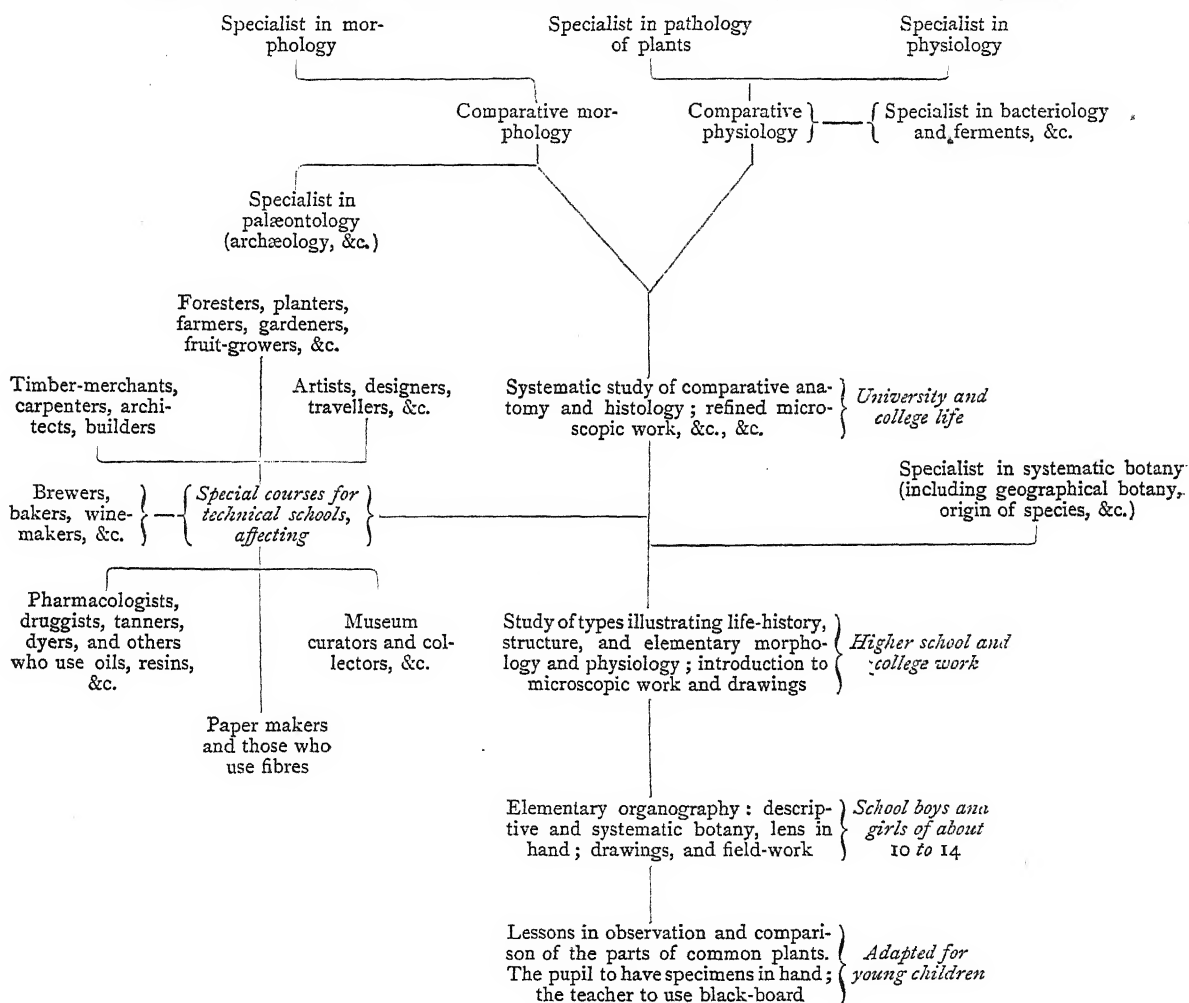 Specialist in mor-
phology
Specialist in pathology
of plants
Specialist in
physiology
Comparative mor-
phology
Comparative
physiology
Specialist in bacteriology
and ferments, &c.
Specialist in
palæontology
(archæology, &c.)
Foresters, planters,
farmers, gardeners,
fruit-growers, &c.
Timber-merchants,
carpenters, archi-
tects, builders
Artists, designers,
travellers, &c.
Systematic study of comparative ana-
tomy and histology; refined micro-
scopic work, &c., &c.
University and
college life
Specialist in systematic botany
(including geographical botany,
origin of species, &c.)
Brewers,
bakers, wine-
makers, &c.
Special courses for
technical schools,
affecting
Pharmacologists,
druggists, tanners,
dyers, and others
who use oils, resins,
&c.
Museum
curators and col-
lectors, &c.
Study of types illustrating life-history,
structure, and elementary morpho-
logy and physiology; introduction to
microscopic work and drawings
Higher school and
college work
Paper makers
and those who
use fibres
Elementary organography: descrip-
tive and systematic botany, lens in
hand; drawings, and field-work
School boys and
girls of about
10 to 14
Lessons in observation and compari-
son of the parts of common plants.
The pupil to have specimens in hand;
the teacher to use black-board
Adapted for
young children